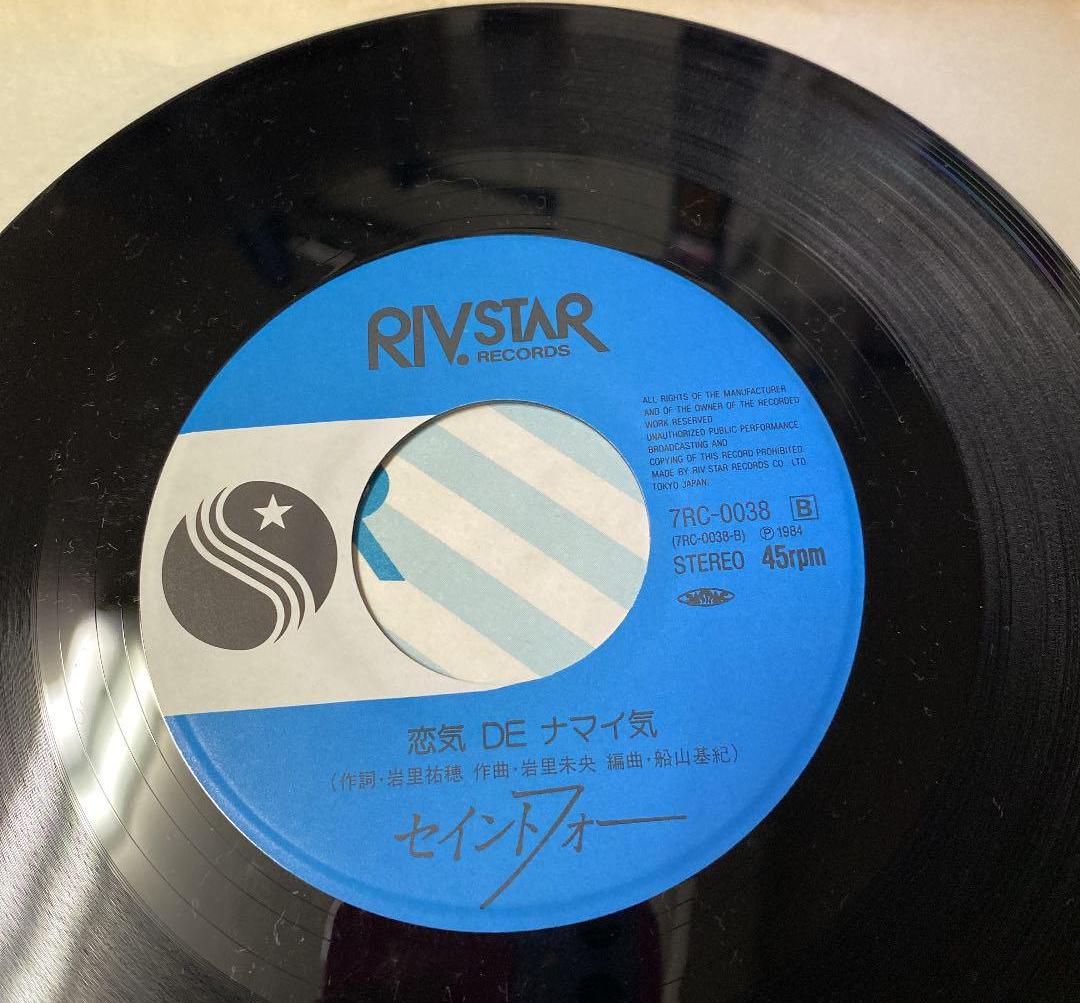 RIV.STAR
RECORDS
ALL RIGHTS OF THE MANUFACTURER
AND OF THE OWNER OF THE RECORDED
WORK RESERVED
UNAUTHORIZED PUBLIC PERFORMANCE
BROADCASTING AND
COPYING OF THIS RECORD PROHIBITED.
MADE BY RIV STAR RECORDS CO LTD
TOKYO JAPAN.
7RC-0038 B
(7RC-0038-B) Ⓟ 1984
STEREO 45rpm
恋気 DE ナマイ気
(作詞・岩里祐穂 作曲・岩里未央 編曲・船山基紀)
セイントフォー